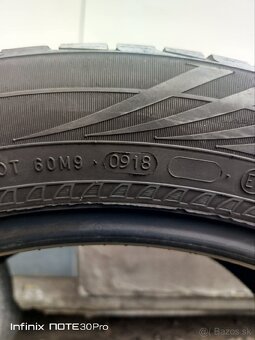 OT 60M9 0918 E
Infinix NOTE30Pro
Bazos.sk